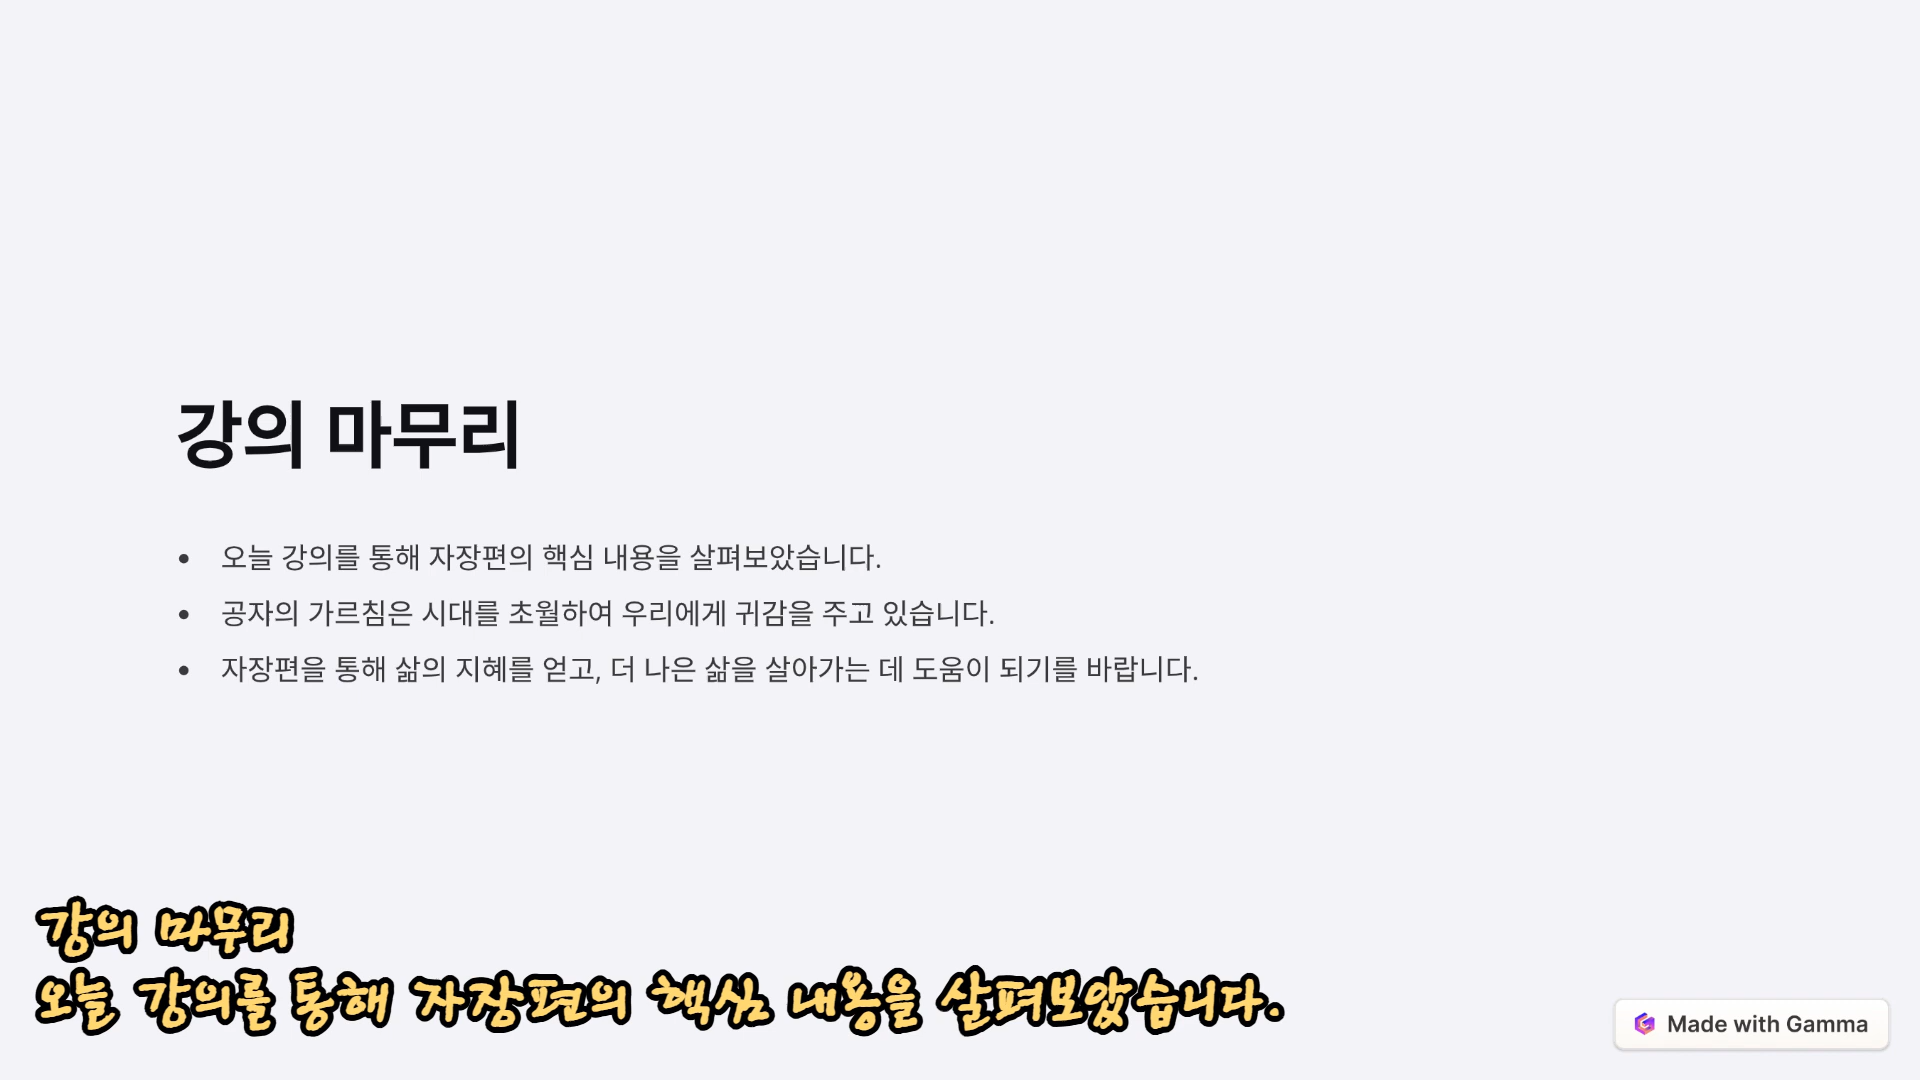 강의 마무리
• 오늘 강의를 통해 자장편의 핵심 내용을 살펴보았습니다.
• 공자의 가르침은 시대를 초월하여 우리에게 귀감을 주고 있습니다.
• 자장편을 통해 삶의 지혜를 얻고, 더 나은 삶을 살아가는 데 도움이 되기를 바랍니다.
강의 마무리
오늘 강의를 통해 자장편의 핵심 내용을 살펴보았습니다.
Made with Gamma